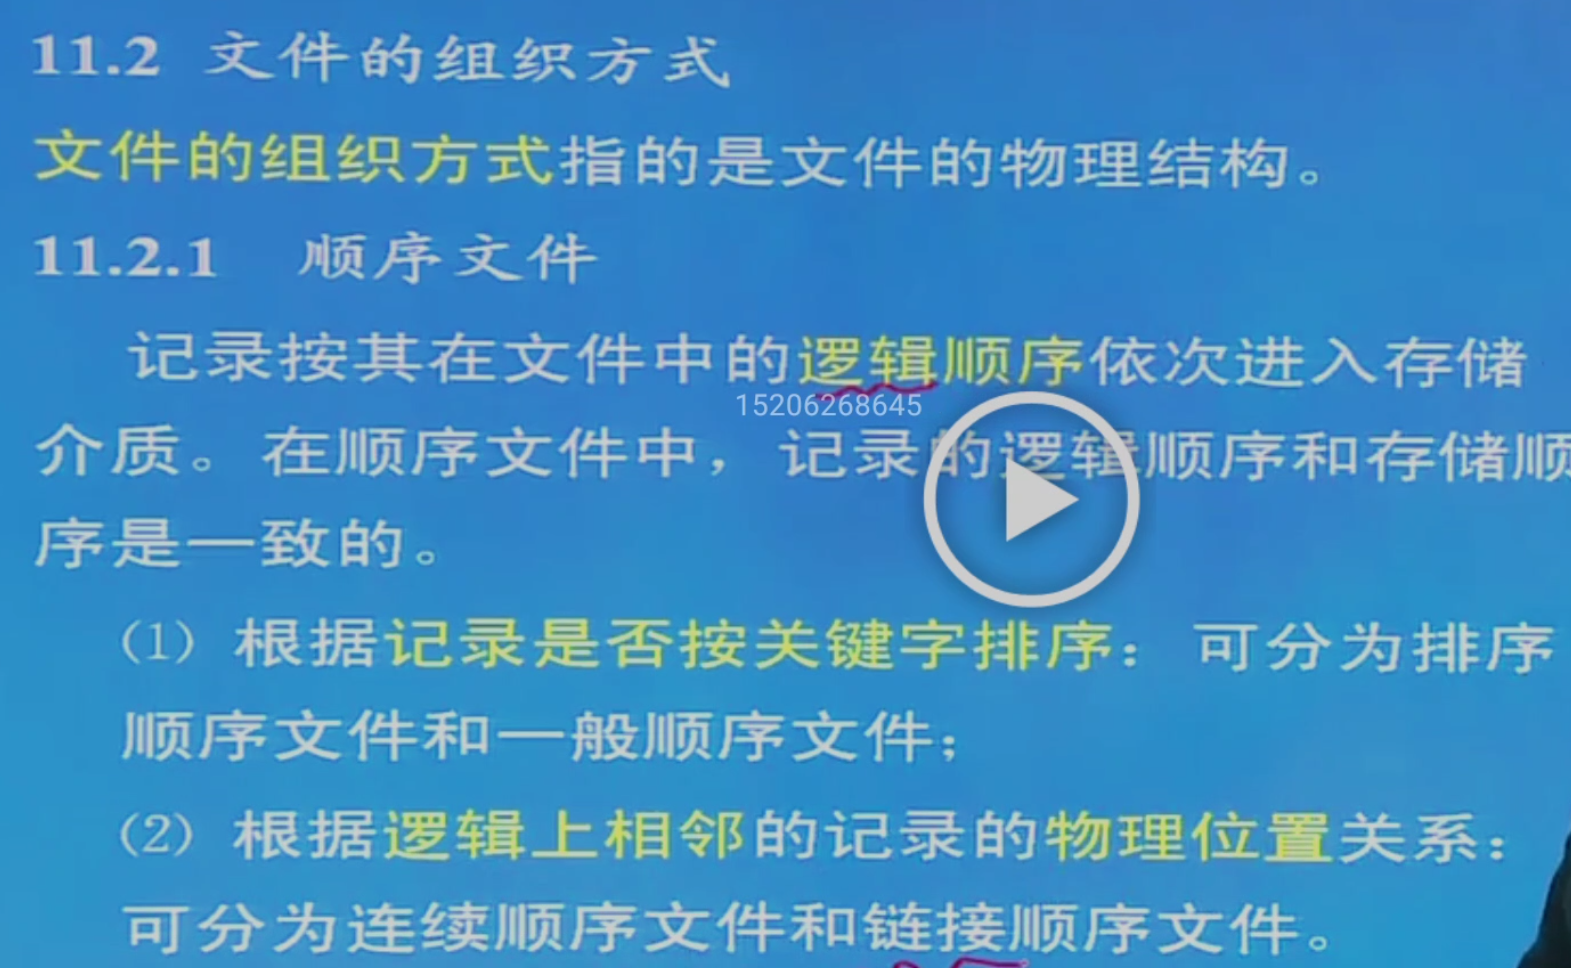 11.2 文件的组织方式
文件的组织方式指的是文件的物理结构。
11.2.1 顺序文件
记录按其在文件中的逻辑顺序依次进入存储
15206268645
介质。在顺序文件中，记录的逻辑顺序和存储顺
序是一致的。
(1) 根据记录是否按关键字排序：可分为排序
顺序文件和一般顺序文件；
(2) 根据逻辑上相邻的记录的物理位置关系：
可分为连续顺序文件和链接顺序文件。